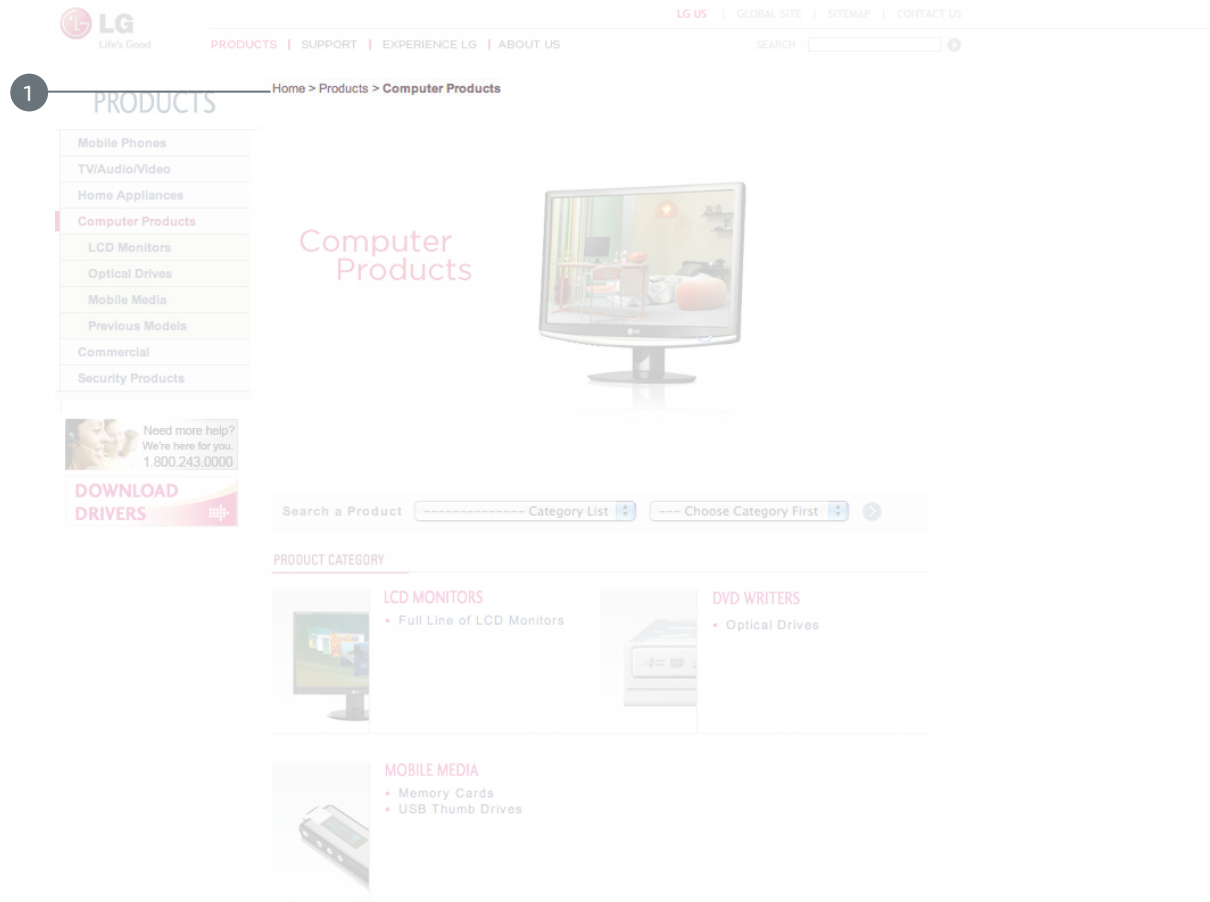 LG
Life's Good
LG US | GLOBAL SITE | SITEMAP | CONTACT US
PRODUCTS | SUPPORT | EXPERIENCE LG | ABOUT US
SEARCH
1
Home > Products > Computer Products
PRODUCTS
Mobile Phones
TV/Audio/Video
Home Appliances
Computer Products
LCD Monitors
Optical Drives
Mobile Media
Previous Models
Commercial
Security Products
Need more help?
We're here for you.
1.800.243.0000
DOWNLOAD
DRIVERS
Computer
Products
Search a Product -------------- Category List --- Choose Category First
PRODUCT CATEGORY
LCD MONITORS
• Full Line of LCD Monitors
DVD WRITERS
• Optical Drives
MOBILE MEDIA
• Memory Cards
• USB Thumb Drives